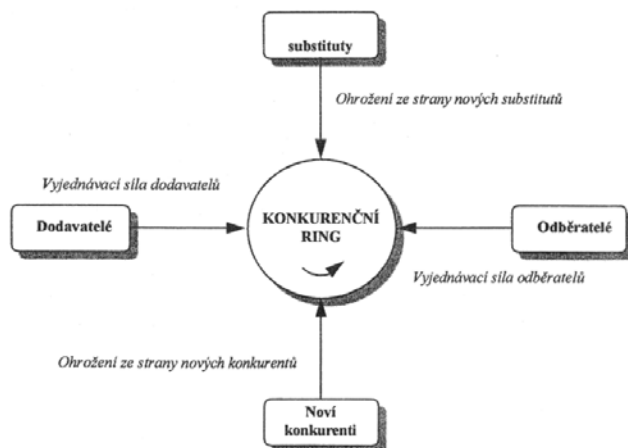 substituty
Ohrožení ze strany nových substitutů
Vyjednávací síla dodavatelů
Dodavatelé
KONKURENČNÍ
RING
Odběratelé
Vyjednávací síla odběratelů
Ohrožení ze strany nových konkurentů
Noví
konkurenti